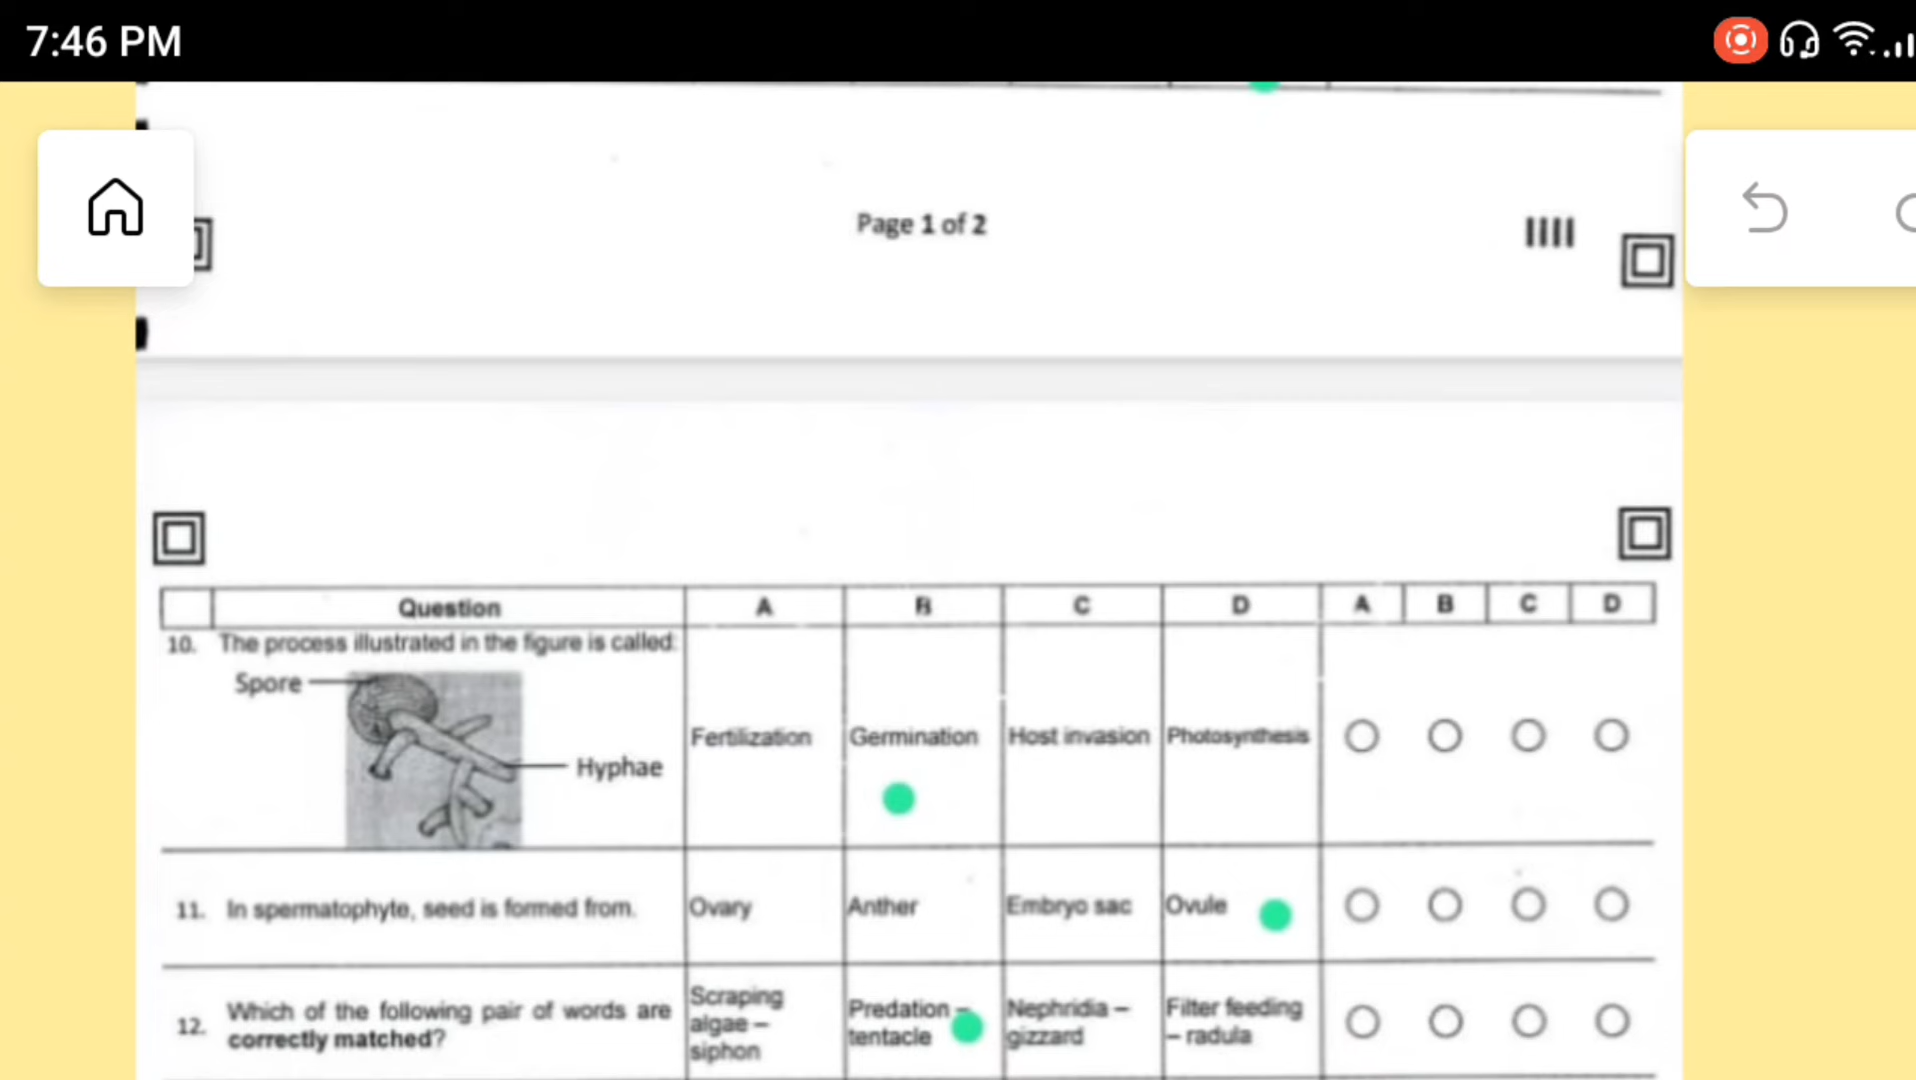 7:46 PM
Page 1 of 2
Question A B C D A B C D
10. The process illustrated in the figure is called:
Spore
Hyphae
Fertilization
Germination
Host invasion
Photosynthesis
11. In spermatophyte, seed is formed from.
Ovary
Anther
Embryo sac
Ovule
12. Which of the following pair of words are
correctly matched?
Scraping
algae –
siphon
Predation –
tentacle
Nephridia –
gizzard
Filter feeding
– radula